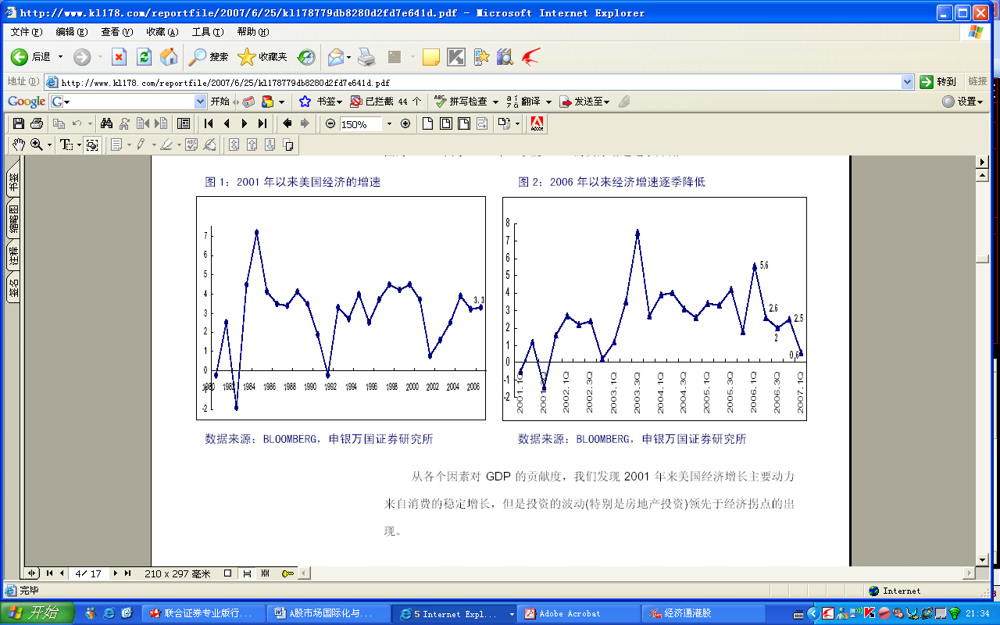 http://www.kl178.com/reportfile/2007/6/25/kl178779db8280d2fd7e641d.pdf - Microsoft Internet Explorer
文件(F) 编辑(E) 查看(V) 收藏(A) 工具(T) 帮助(H)
后退 搜索 收藏夹
地址(D) http://www.kl178.com/reportfile/2007/6/25/kl178779db8280d2fd7e641d.pdf 转到 链接
Google G 开始 书签 已拦截 44 个 ABC 拼写检查 翻译 发送至 设置
150% Adobe
书签
缩略图
注释
签名
图 1：2001 年以来美国经济的增速
7
6
5
4
3
2
1
0
-2
3.3
1980 1982 1984 1986 1988 1990 1992 1994 1996 1998 2000 2002 2004 2006
数据来源：BLOOMBERG，申银万国证券研究所
图 2：2006 年以来经济增速逐季降低
8
7
6
5
4
3
2
1
0
-1
-2
5.6
2.6
2
2.5
0.6
2001.1Q 2002.1Q 2002.3Q 2003.1Q 2003.3Q 2004.1Q 2004.3Q 2005.1Q 2005.3Q 2006.1Q 2006.3Q 2007.1Q
数据来源：BLOOMBERG，申银万国证券研究所
从各个因素对 GDP 的贡献度，我们发现 2001 年来美国经济增长主要动力
来自消费的稳定增长，但是投资的波动(特别是房地产投资)领先于经济拐点的出
现。
4/ 17 210 x 297 毫米
完毕 Internet
开始 联合证券专业版行... A股市场国际化与... 5 Internet Expl... Adobe Acrobat 经济通港股 21:34